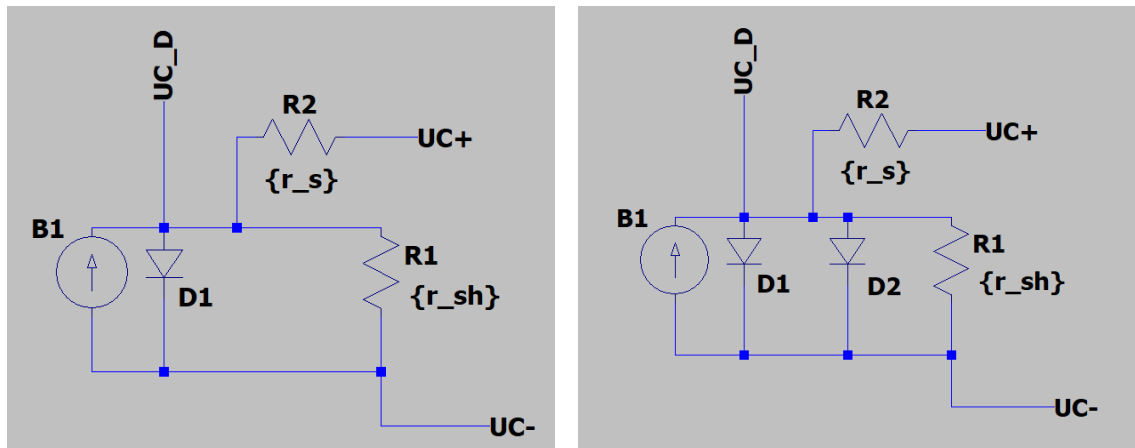 UC_D
R2
UC+
{r_s}
B1
R1
D1
{r_sh}
UC-
UC_D
R2
UC+
{r_s}
B1
R1
D1
D2
{r_sh}
UC-